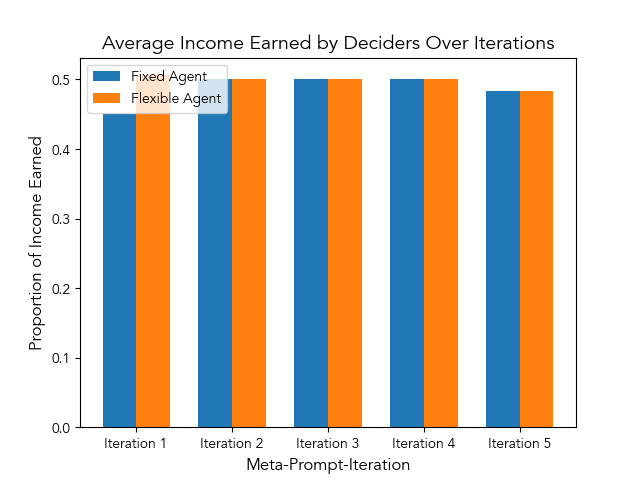 Average Income Earned by Deciders Over Iterations
Fixed Agent
Flexible Agent
Proportion of Income Earned
0.5
0.4
0.3
0.2
0.1
0.0
Iteration 1 Iteration 2 Iteration 3 Iteration 4 Iteration 5
Meta-Prompt-Iteration